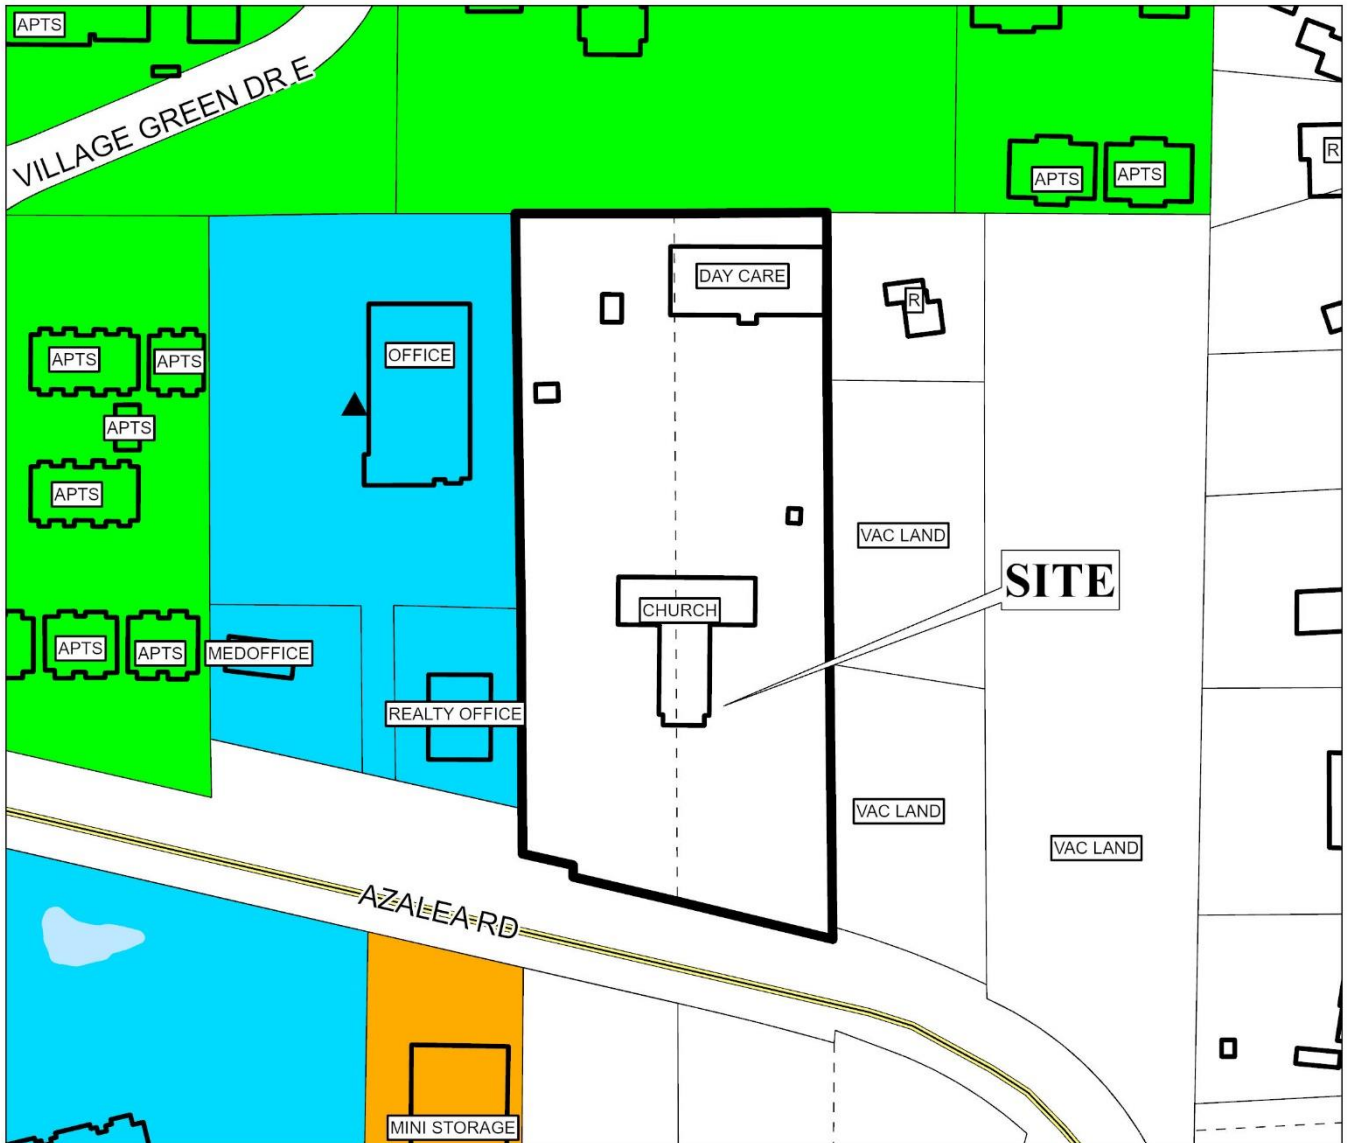 APTS
VILLAGE GREEN DR E
APTS
APTS
R
DAY CARE
R
OFFICE
APTS
APTS
APTS
APTS
VAC LAND
SITE
CHURCH
APTS
APTS
MEDOFFICE
REALTY OFFICE
VAC LAND
VAC LAND
AZALEA RD
MINI STORAGE